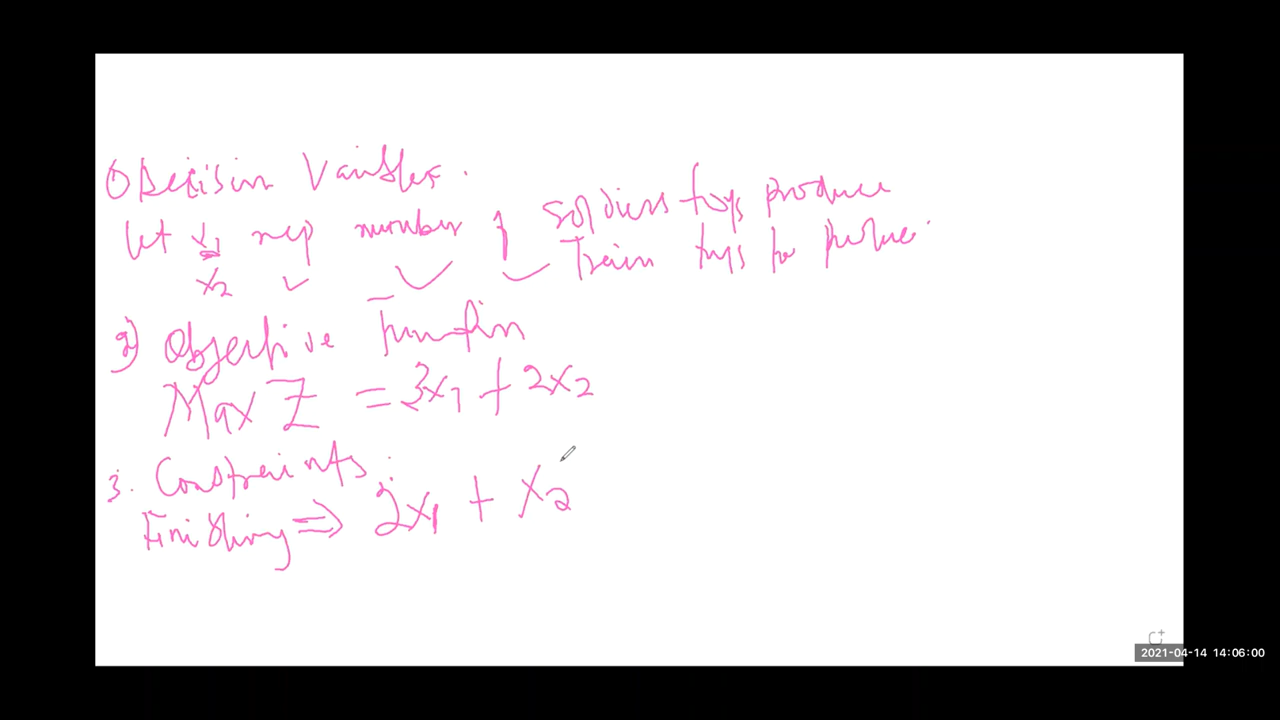 ① Decision Variables.
let x1 rep number of soldiers toys produce
x2 ✓ ✓ ✓ Train toys to produce.
2) Objective Function
Max Z = 3x1 + 2x2
3. Constraints.
Finishing ⇒ 2x1 + x2
2021-04-14 14:06:00